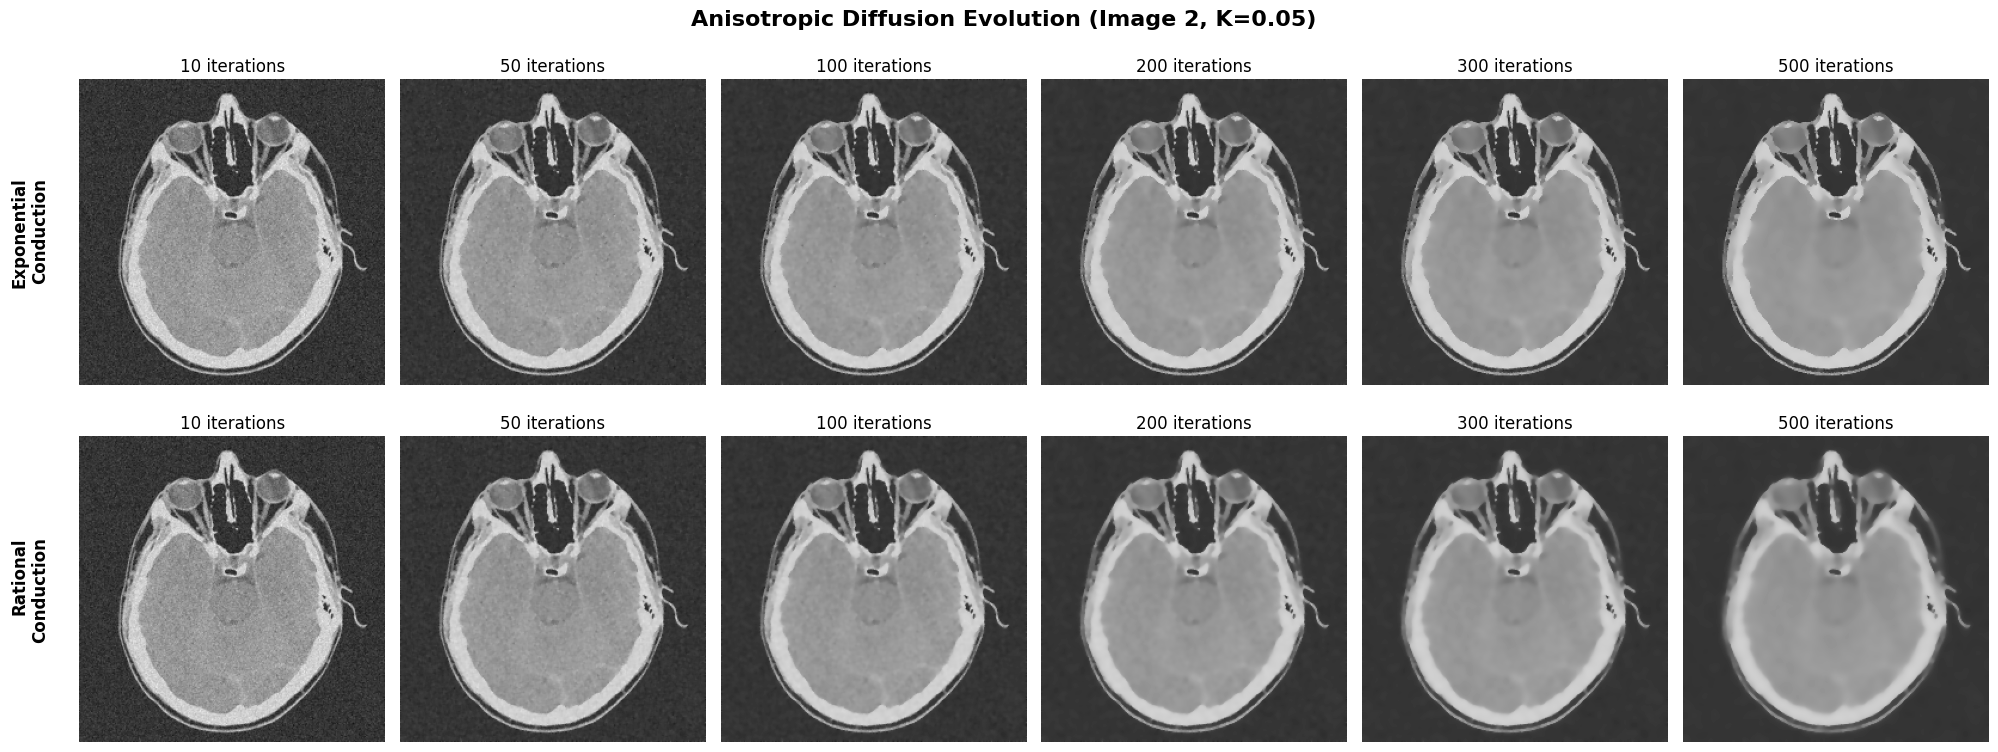 Anisotropic Diffusion Evolution (Image 2, K=0.05)
10 iterations
50 iterations
100 iterations
200 iterations
300 iterations
500 iterations
Exponential
Conduction
10 iterations
50 iterations
100 iterations
200 iterations
300 iterations
500 iterations
Rational
Conduction